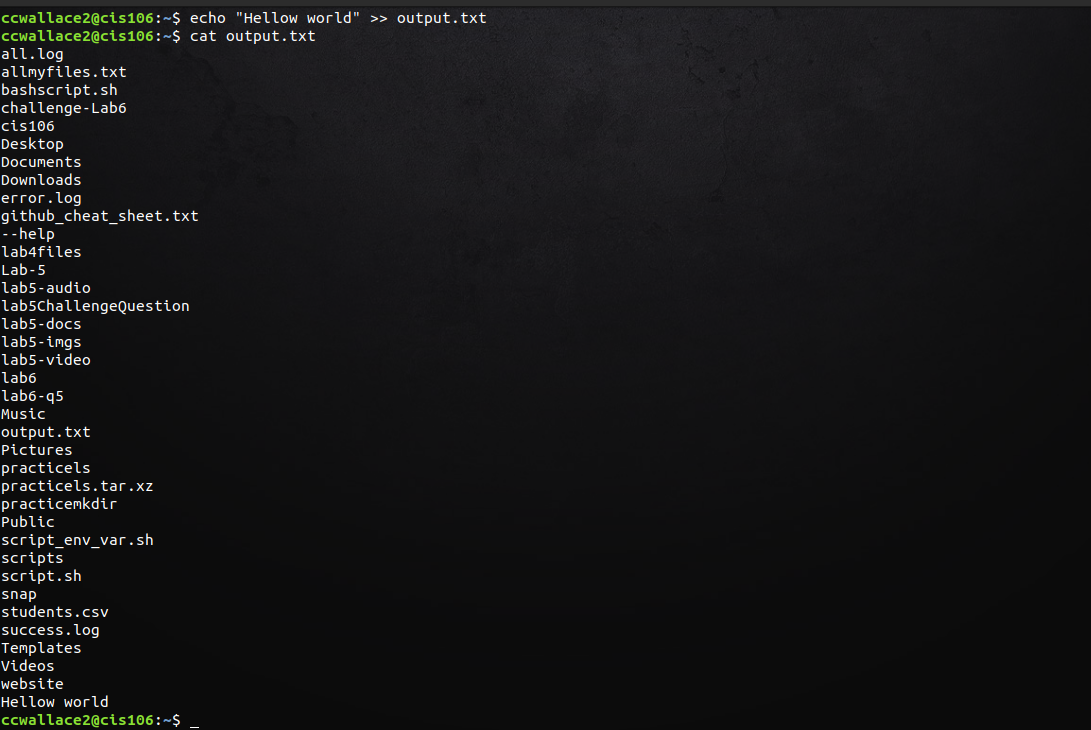 ccwallace2@cis106:~$ echo "Hellow world" >> output.txt
ccwallace2@cis106:~$ cat output.txt
all.log
allmyfiles.txt
bashscript.sh
challenge-Lab6
cis106
Desktop
Documents
Downloads
error.log
github_cheat_sheet.txt
--help
lab4files
Lab-5
lab5-audio
lab5ChallengeQuestion
lab5-docs
lab5-imgs
lab5-video
lab6
lab6-q5
Music
output.txt
Pictures
practicels
practicels.tar.xz
practicemkdir
Public
script_env_var.sh
scripts
script.sh
snap
students.csv
success.log
Templates
Videos
website
Hellow world
ccwallace2@cis106:~$ _